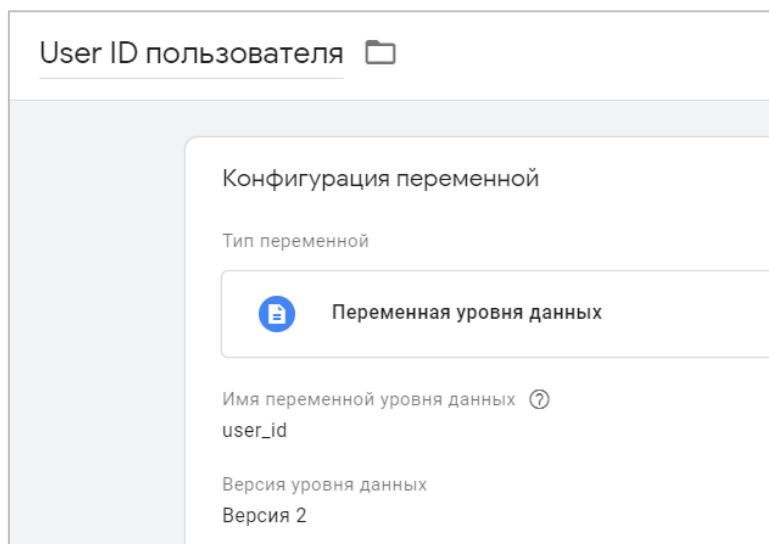 User ID пользователя
Конфигурация переменной
Тип переменной
Переменная уровня данных
Имя переменной уровня данных
user_id
Версия уровня данных
Версия 2